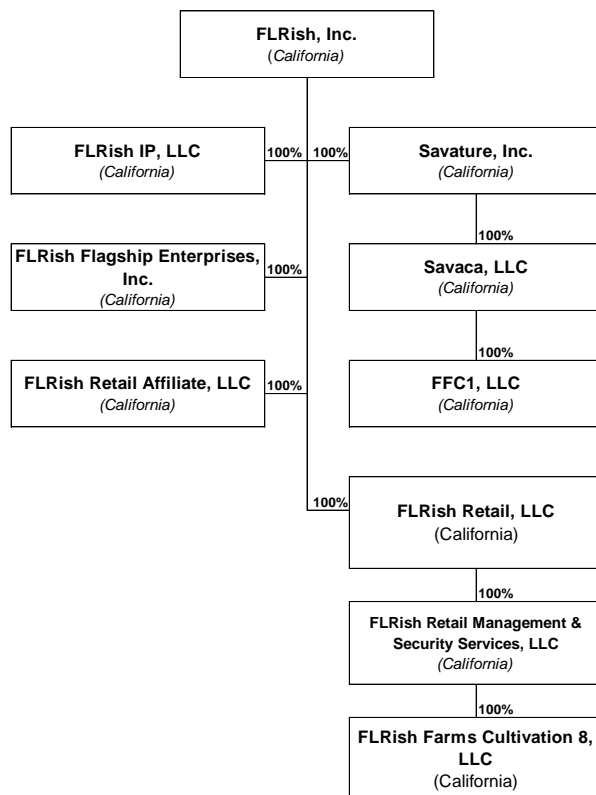 FLRish, Inc.
(California)
FLRish IP, LLC
(California)
100%
100%
Savature, Inc.
(California)
100%
FLRish Flagship Enterprises,
Inc.
(California)
100%
Savaca, LLC
(California)
100%
FLRish Retail Affiliate, LLC
(California)
100%
FFC1, LLC
(California)
100%
FLRish Retail, LLC
(California)
100%
FLRish Retail Management &
Security Services, LLC
(California)
100%
FLRish Farms Cultivation 8,
LLC
(California)